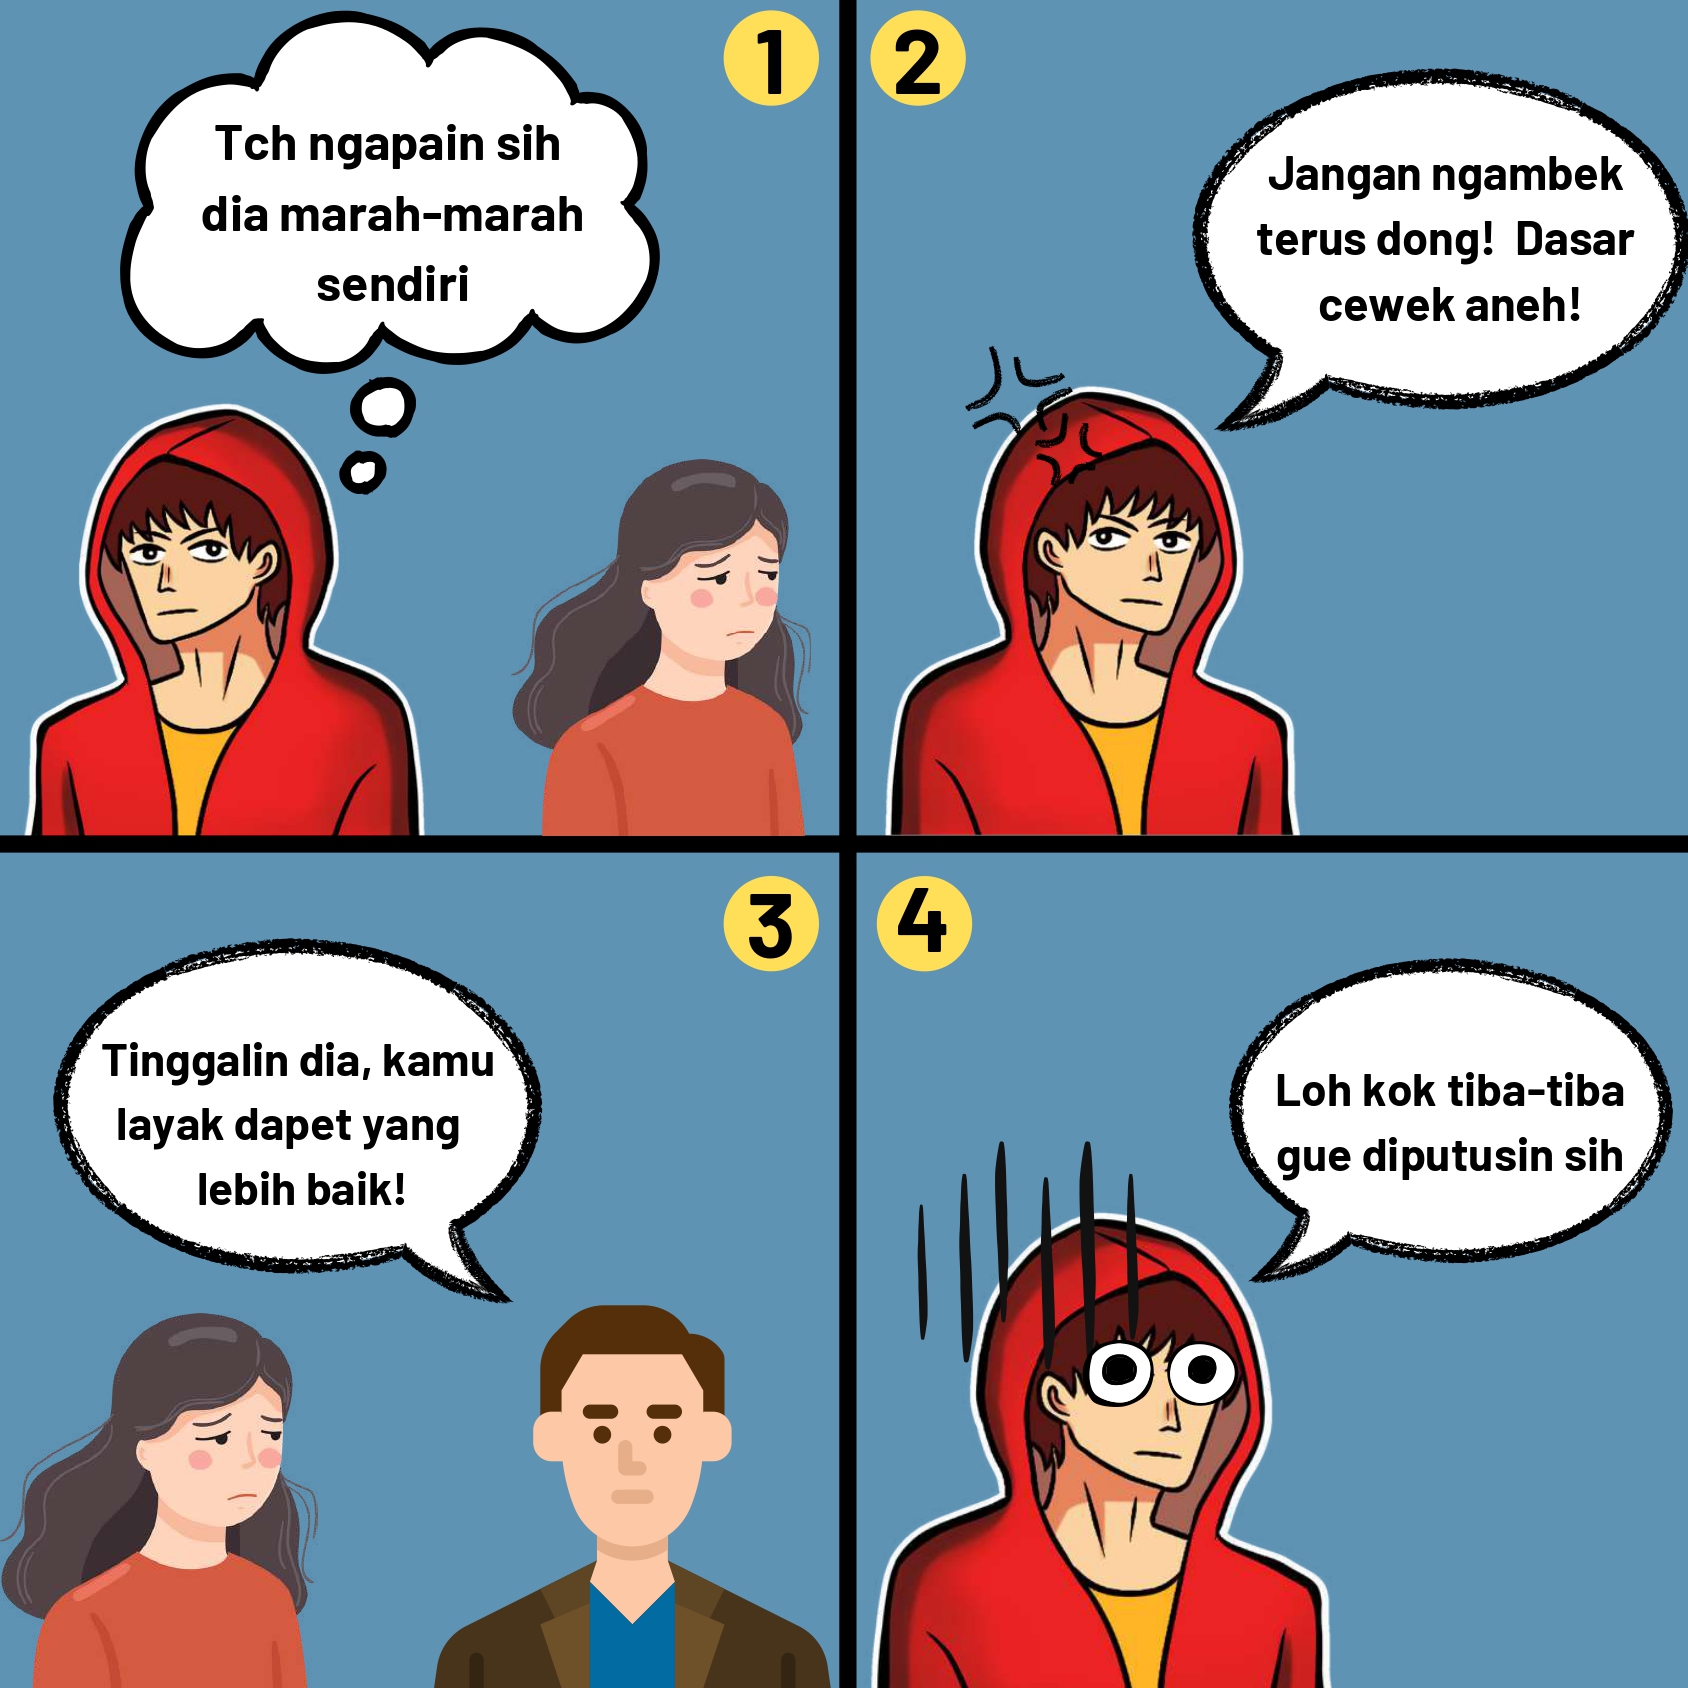 1
Tch ngapain sih
dia marah-marah
sendiri
2
Jangan ngambek
terus dong! Dasar
cewek aneh!
3
Tinggalin dia, kamu
layak dapet yang
lebih baik!
4
Loh kok tiba-tiba
gue diputusin sih